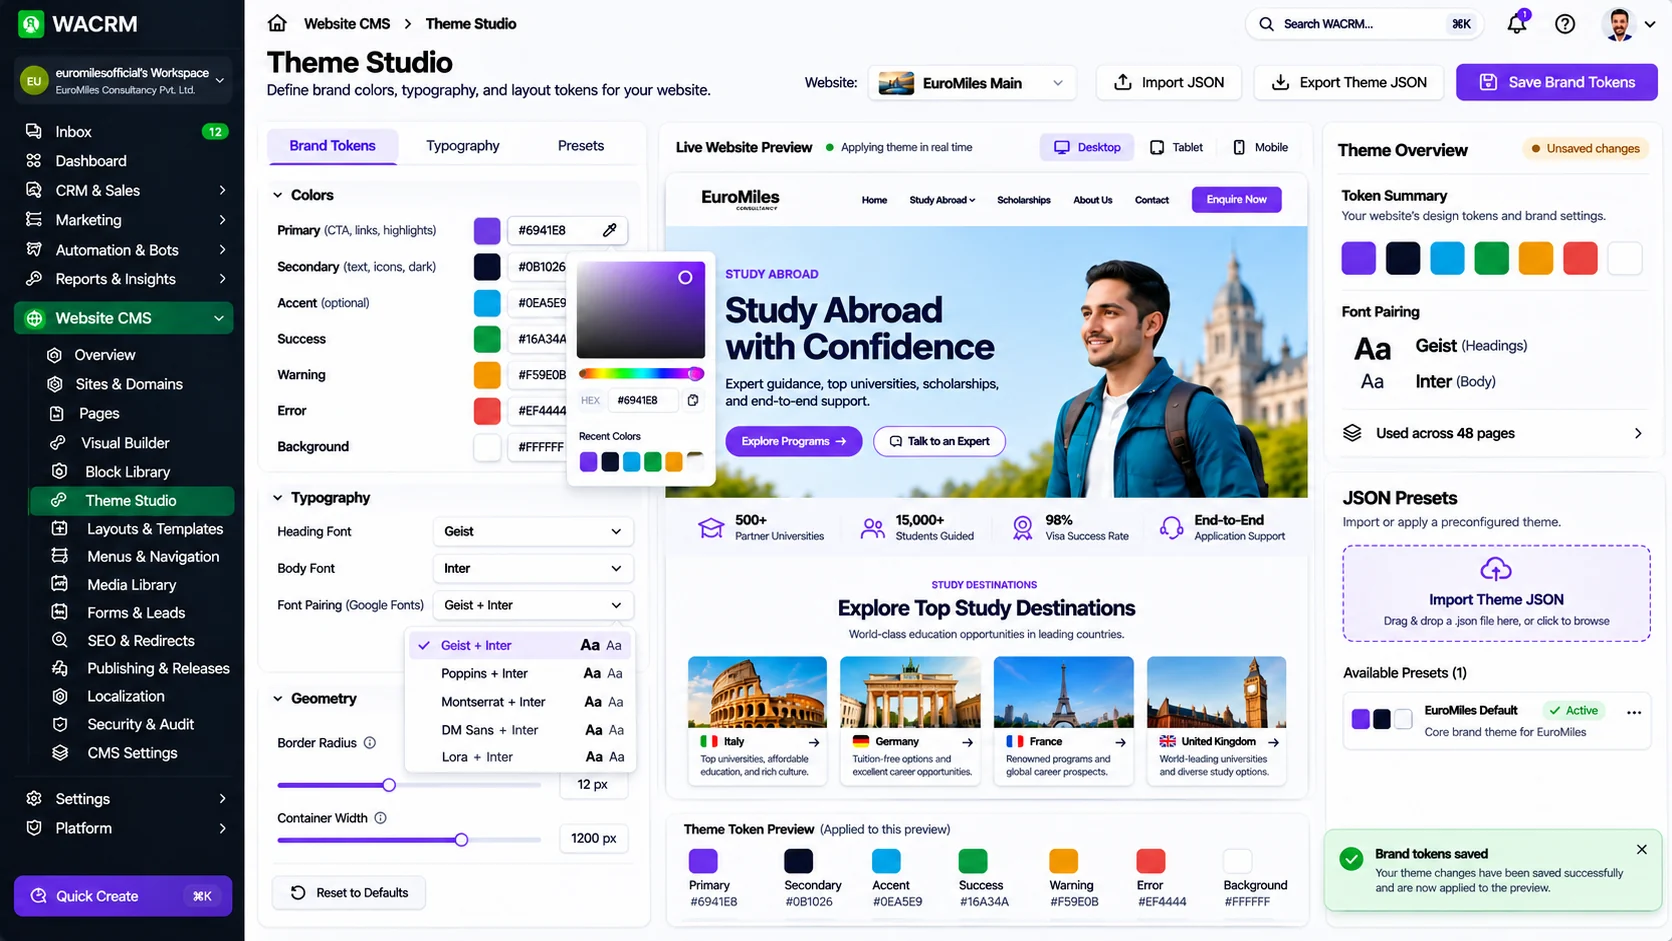 WACRM
EU
euromilesofficial's Workspace
EuroMiles Consultancy Pvt. Ltd.
Inbox
12
Dashboard
CRM & Sales
Marketing
Automation & Bots
Reports & Insights
Website CMS
Overview
Sites & Domains
Pages
Visual Builder
Block Library
Theme Studio
Layouts & Templates
Menus & Navigation
Media Library
Forms & Leads
SEO & Redirects
Publishing & Releases
Localization
Security & Audit
CMS Settings
Settings
Platform
Quick Create
⌘K
Website CMS
Theme Studio
Search WACRM...
⌘K
1
Theme Studio
Define brand colors, typography, and layout tokens for your website.
Website:
EuroMiles Main
Import JSON
Export Theme JSON
Save Brand Tokens
Brand Tokens
Typography
Presets
Colors
Primary (CTA, links, highlights)
#6941E8
Secondary (text, icons, dark)
#0B1026
Accent (optional)
#0EA5E9
Success
#16A34A
Warning
#F59E0B
Error
#EF4444
Background
#FFFFFF
HEX
#6941E8
Recent Colors
Typography
Heading Font
Geist
Body Font
Inter
Font Pairing (Google Fonts)
Geist + Inter
Geist + Inter
Aa Aa
Poppins + Inter
Aa Aa
Montserrat + Inter
Aa Aa
DM Sans + Inter
Aa Aa
Lora + Inter
Aa Aa
Geometry
Border Radius
12 px
Container Width
1200 px
Reset to Defaults
Live Website Preview
Applying theme in real time
Desktop
Tablet
Mobile
EuroMiles
CONSULTANCY
Home
Study Abroad
Scholarships
About Us
Contact
Enquire Now
STUDY ABROAD
Study Abroad
with Confidence
Expert guidance, top universities, scholarships,
and end-to-end support.
Explore Programs →
Talk to an Expert
500+
Partner Universities
15,000+
Students Guided
98%
Visa Success Rate
End-to-End
Application Support
STUDY DESTINATIONS
Explore Top Study Destinations
World-class education opportunities in leading countries.
Italy →
Top universities, affordable
education, and rich culture.
Germany →
Tuition-free options and
excellent career opportunities.
France →
Renowned programs and
global career prospects.
United Kingdom →
World-leading universities
and diverse study options.
Theme Token Preview (Applied to this preview)
Primary
#6941E8
Secondary
#0B1026
Accent
#0EA5E9
Success
#16A34A
Warning
#F59E0B
Error
#EF4444
Background
#FFFFFF
Theme Overview
Unsaved changes
Token Summary
Your website's design tokens and brand settings.
Font Pairing
Aa Geist (Headings)
Aa Inter (Body)
Used across 48 pages
JSON Presets
Import or apply a preconfigured theme.
Import Theme JSON
Drag & drop a .json file here, or click to browse
Available Presets (1)
EuroMiles Default
Active
Core brand theme for EuroMiles
Brand tokens saved
Your theme changes have been saved successfully
and are now applied to the preview.